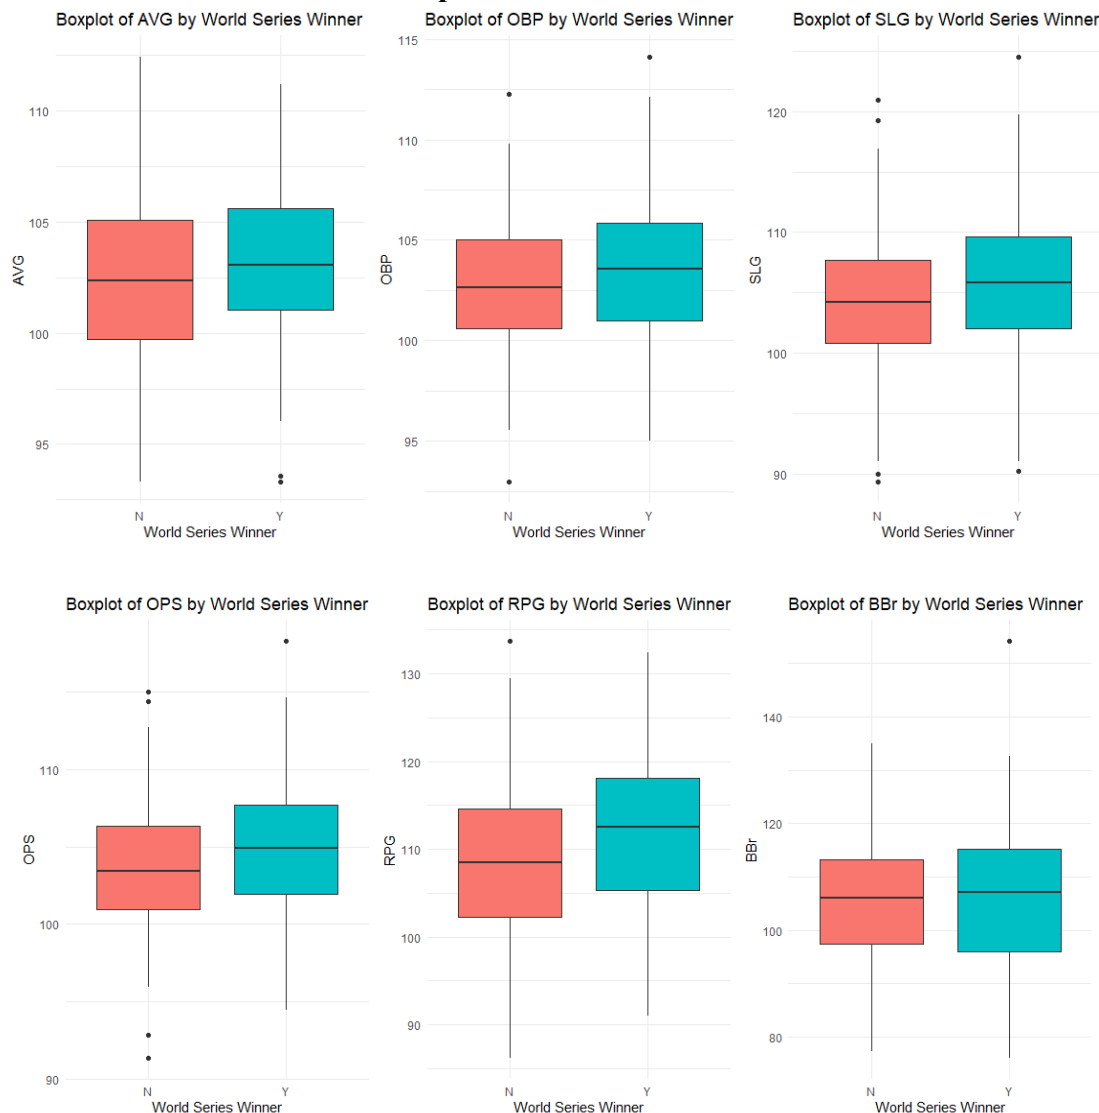 Boxplot of AVG by World Series Winner
AVG
110
105
100
95
N Y
World Series Winner
Boxplot of OBP by World Series Winner
OBP
115
110
105
100
95
N Y
World Series Winner
Boxplot of SLG by World Series Winner
SLG
120
110
100
90
N Y
World Series Winner
Boxplot of OPS by World Series Winner
OPS
110
100
90
N Y
World Series Winner
Boxplot of RPG by World Series Winner
RPG
130
120
110
100
90
N Y
World Series Winner
Boxplot of BBr by World Series Winner
BBr
140
120
100
80
N Y
World Series Winner